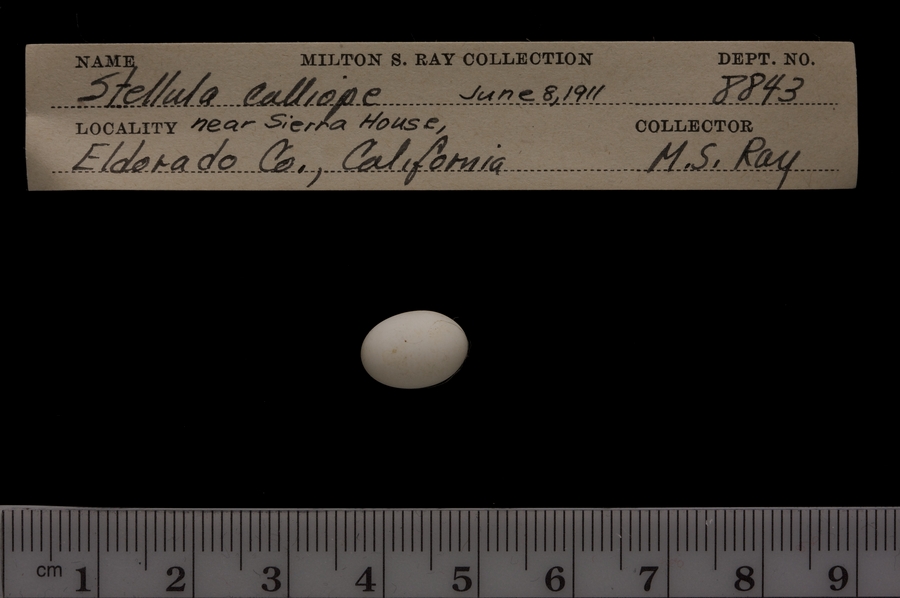 NAME MILTON S. RAY COLLECTION DEPT. NO.
Stellula calliope June 8, 1911 8843
LOCALITY near Sierra House, COLLECTOR
Eldorado Co., California M.S. Ray
cm 1 2 3 4 5 6 7 8 9